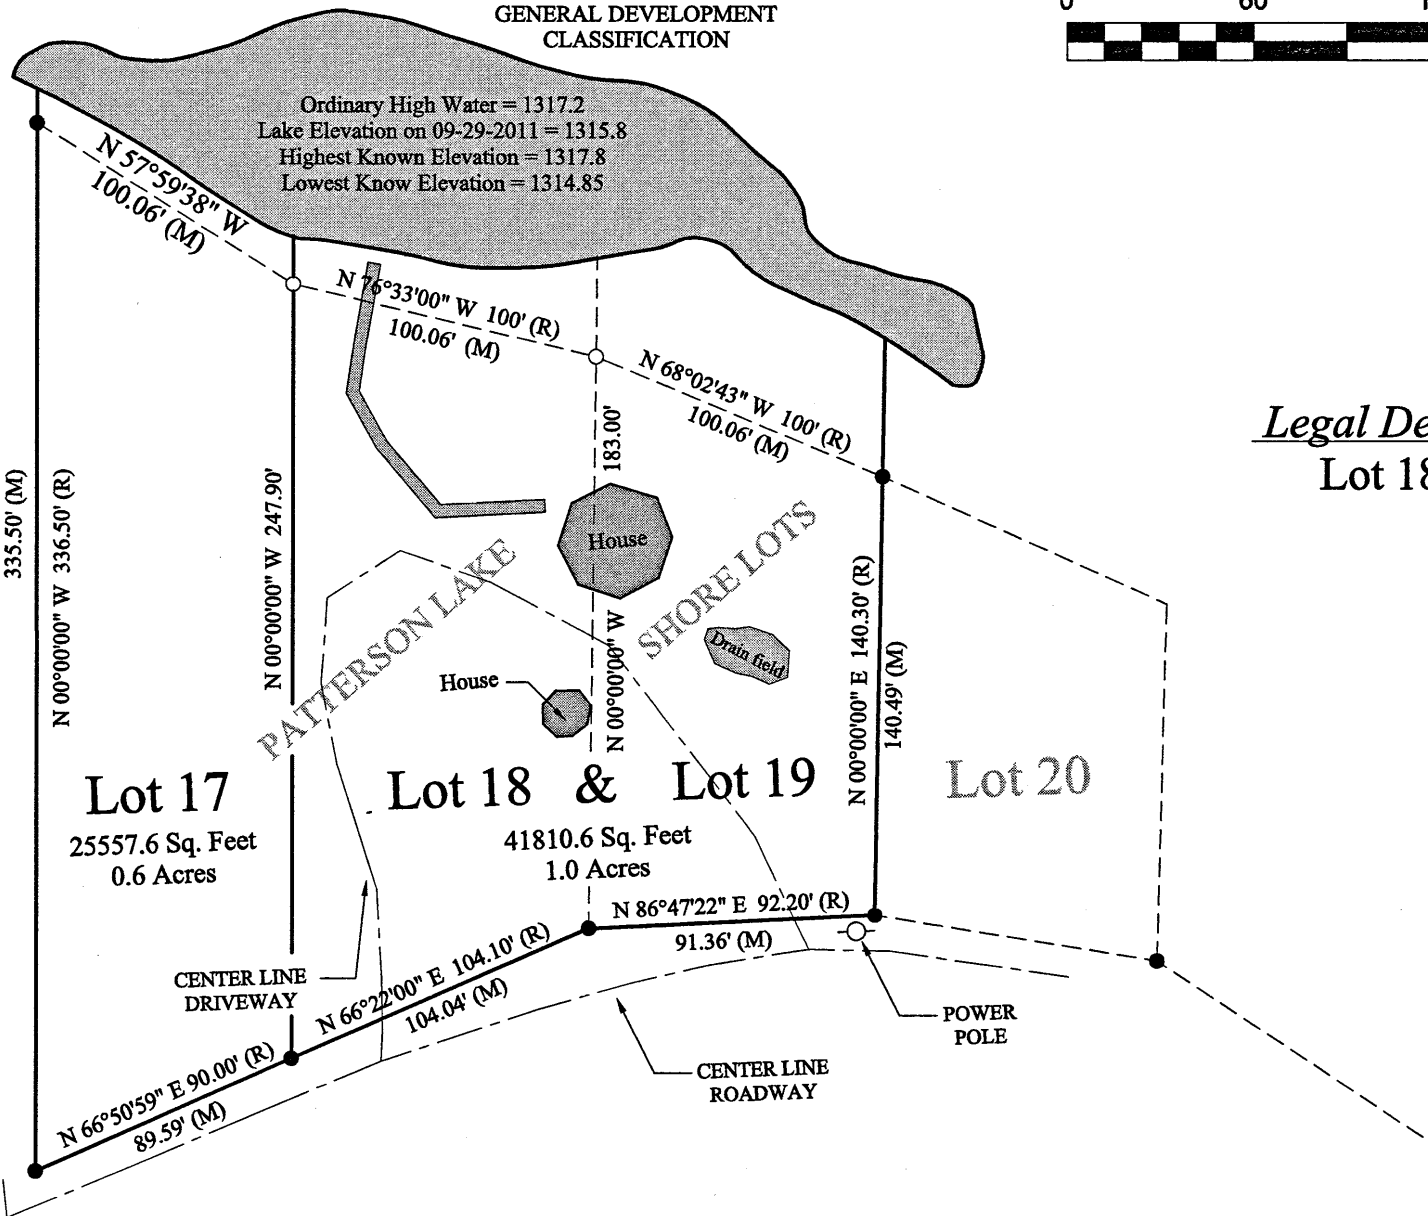 GENERAL DEVELOPMENT
CLASSIFICATION
0
60
Ordinary High Water = 1317.2
Lake Elevation on 09-29-2011 = 1315.8
Highest Known Elevation = 1317.8
Lowest Know Elevation = 1314.85
N 57°59'38" W
100.06' (M)
N 76°33'00" W 100' (R)
100.06' (M)
N 68°02'43" W 100' (R)
100.06' (M)
Legal De
Lot 18
335.50' (M)
N 00°00'00" W 336.50' (R)
N 00°00'00" W 247.90'
183.00'
N 00°00'00" W
House
PATTERSON LAKE
SHORE LOTS
Drain field
House
N 00°00'00" E 140.30' (R)
140.49' (M)
Lot 17
25557.6 Sq. Feet
0.6 Acres
Lot 18 & Lot 19
41810.6 Sq. Feet
1.0 Acres
Lot 20
N 86°47'22" E 92.20' (R)
91.36' (M)
N 66°22'00" E 104.10' (R)
104.04' (M)
CENTER LINE
DRIVEWAY
N 66°50'59" E 90.00' (R)
89.59' (M)
POWER
POLE
CENTER LINE
ROADWAY